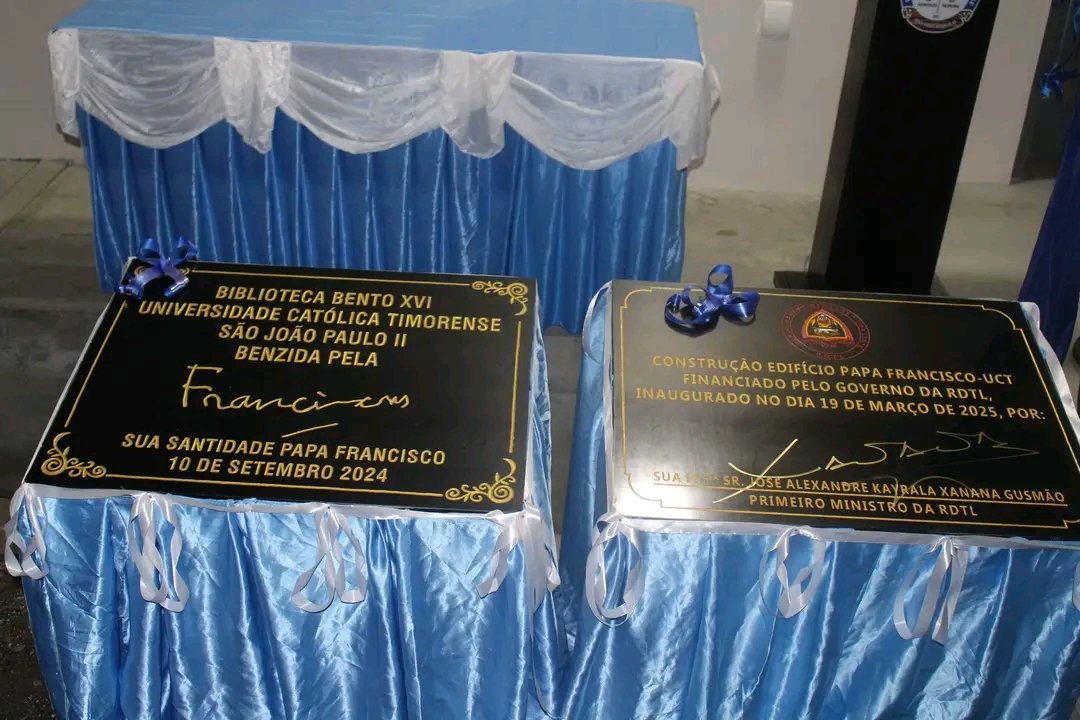 BIBLIOTECA BENTO XVI
UNIVERSIDADE CATÓLICA TIMORENSE
SÃO JOÃO PAULO II
BENZIDA PELA
Franciscus
SUA SANTIDADE PAPA FRANCISCO
10 DE SETEMBRO 2024
CONSTRUÇÃO EDIFÍCIO PAPA FRANCISCO-UCT
FINANCIADO PELO GOVERNO DA RDTL,
INAUGURADO NO DIA 19 DE MARÇO DE 2025, POR:
SUA SR. JOSE ALEXANDRE KAYRALA XANANA GUSMÃO
PRIMEIRO MINISTRO DA RDTL